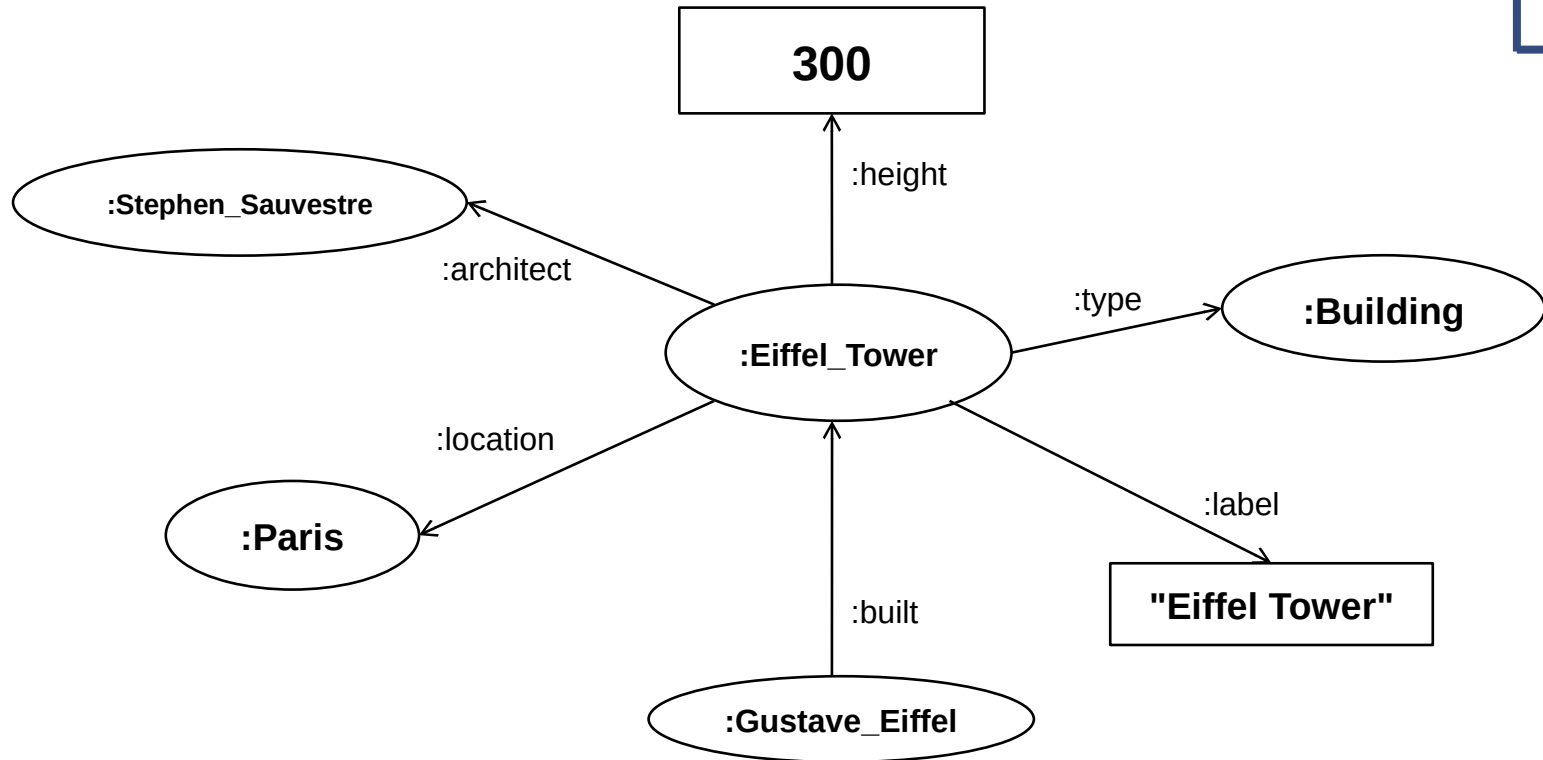 300
:height
:Stephen_Sauvestre
:architect
:type
:Building
:Eiffel_Tower
:location
:label
:Paris
"Eiffel Tower"
:built
:Gustave_Eiffel